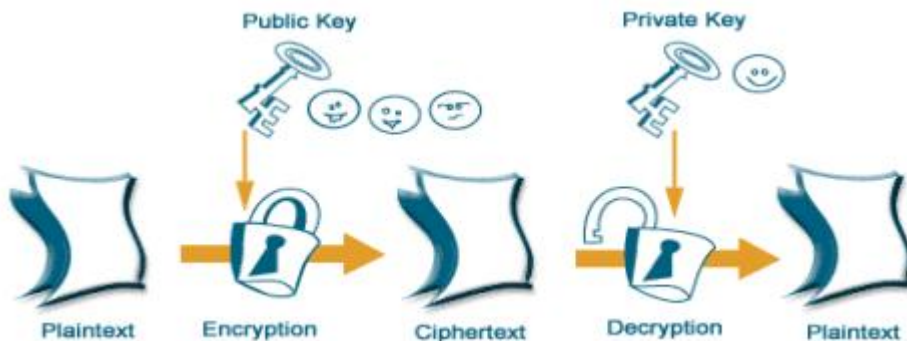 Public Key
Private Key
Plaintext
Encryption
Ciphertext
Decryption
Plaintext